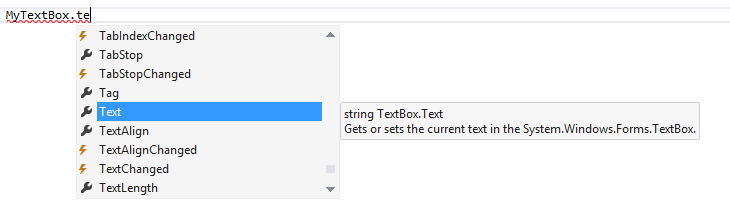 MyTextBox.te
TabIndexChanged
TabStop
TabStopChanged
Tag
Text
TextAlign
TextAlignChanged
TextChanged
TextLength
string TextBox.Text
Gets or sets the current text in the System.Windows.Forms.TextBox.